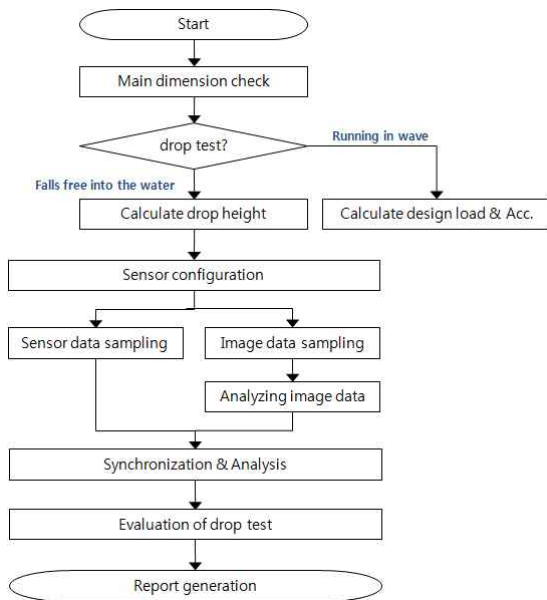 Start
Main dimension check
drop test?
Running in wave
Falls free into the water
Calculate drop height
Calculate design load & Acc.
Sensor configuration
Sensor data sampling
Image data sampling
Analyzing image data
Synchronization & Analysis
Evaluation of drop test
Report generation